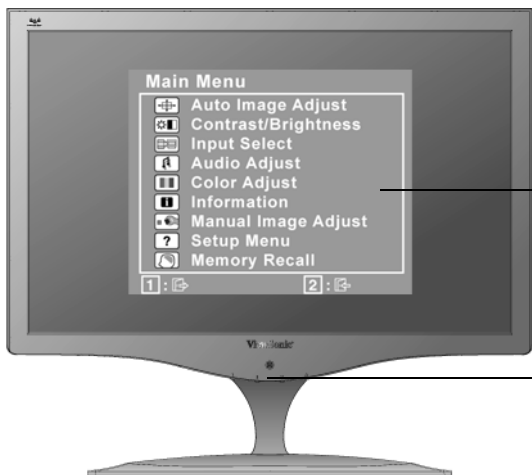 Main Menu
Auto Image Adjust
Contrast/Brightness
Input Select
Audio Adjust
Color Adjust
Information
Manual Image Adjust
? Setup Menu
Memory Recall
1 : 2 :
ViewSonic